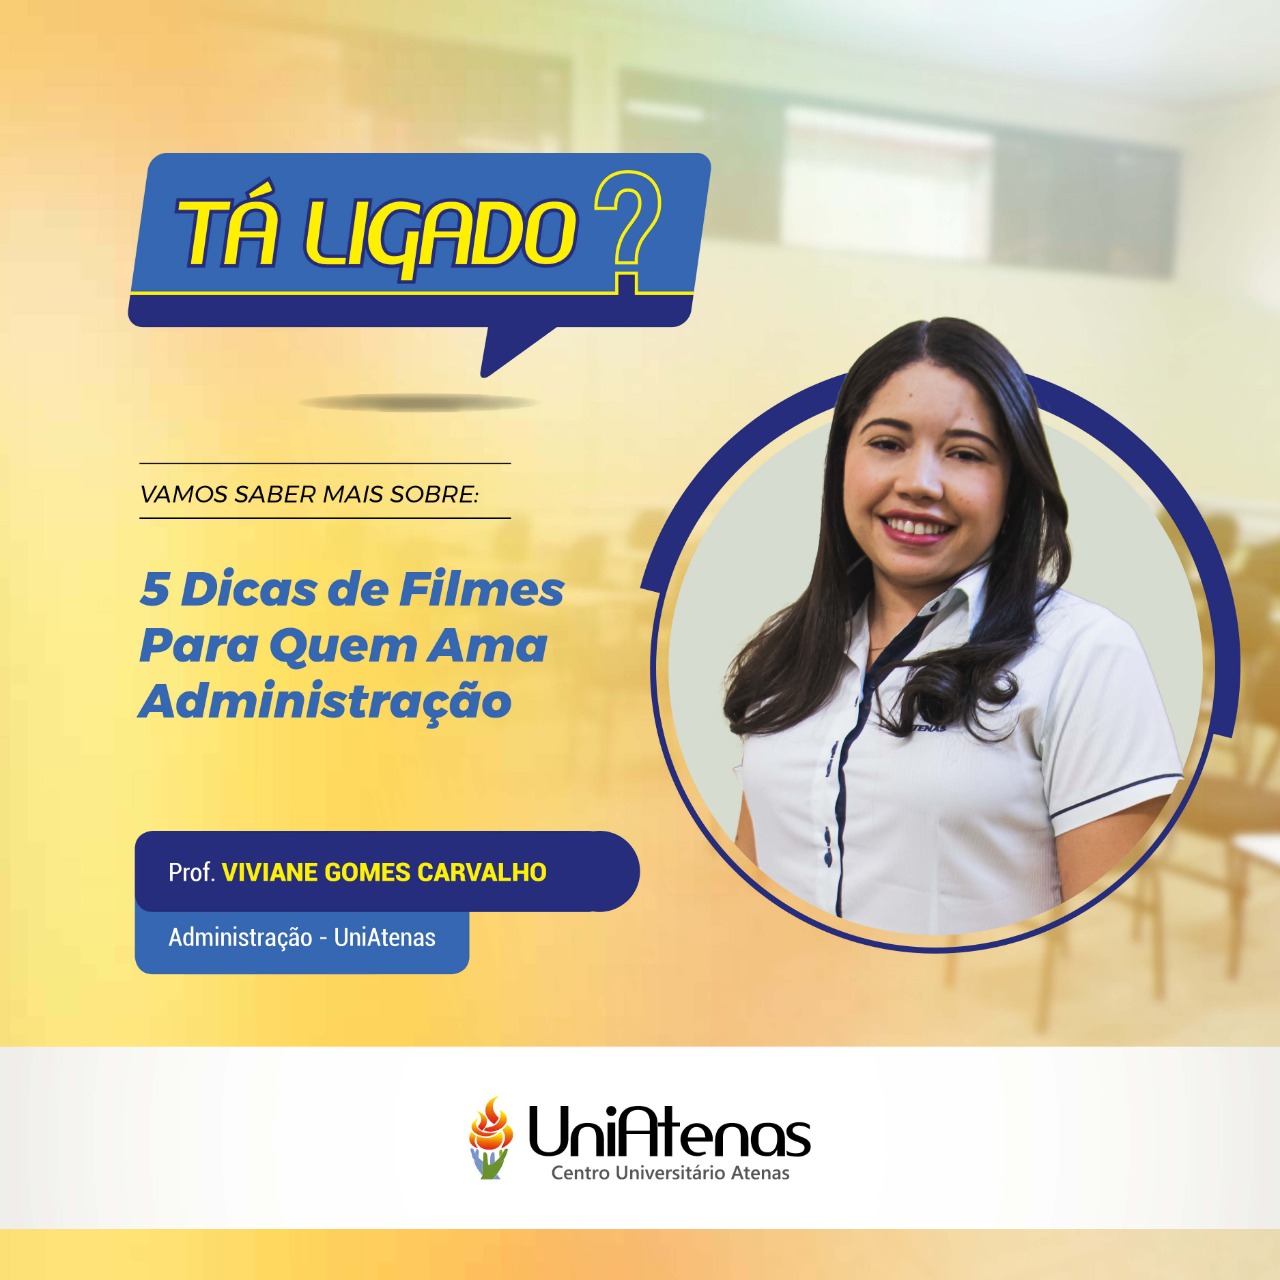 TÁ LIGADO?
VAMOS SABER MAIS SOBRE:
5 Dicas de Filmes
Para Quem Ama
Administração
Prof. VIVIANE GOMES CARVALHO
Administração - UniAtenas
UniAtenas
Centro Universitário Atenas